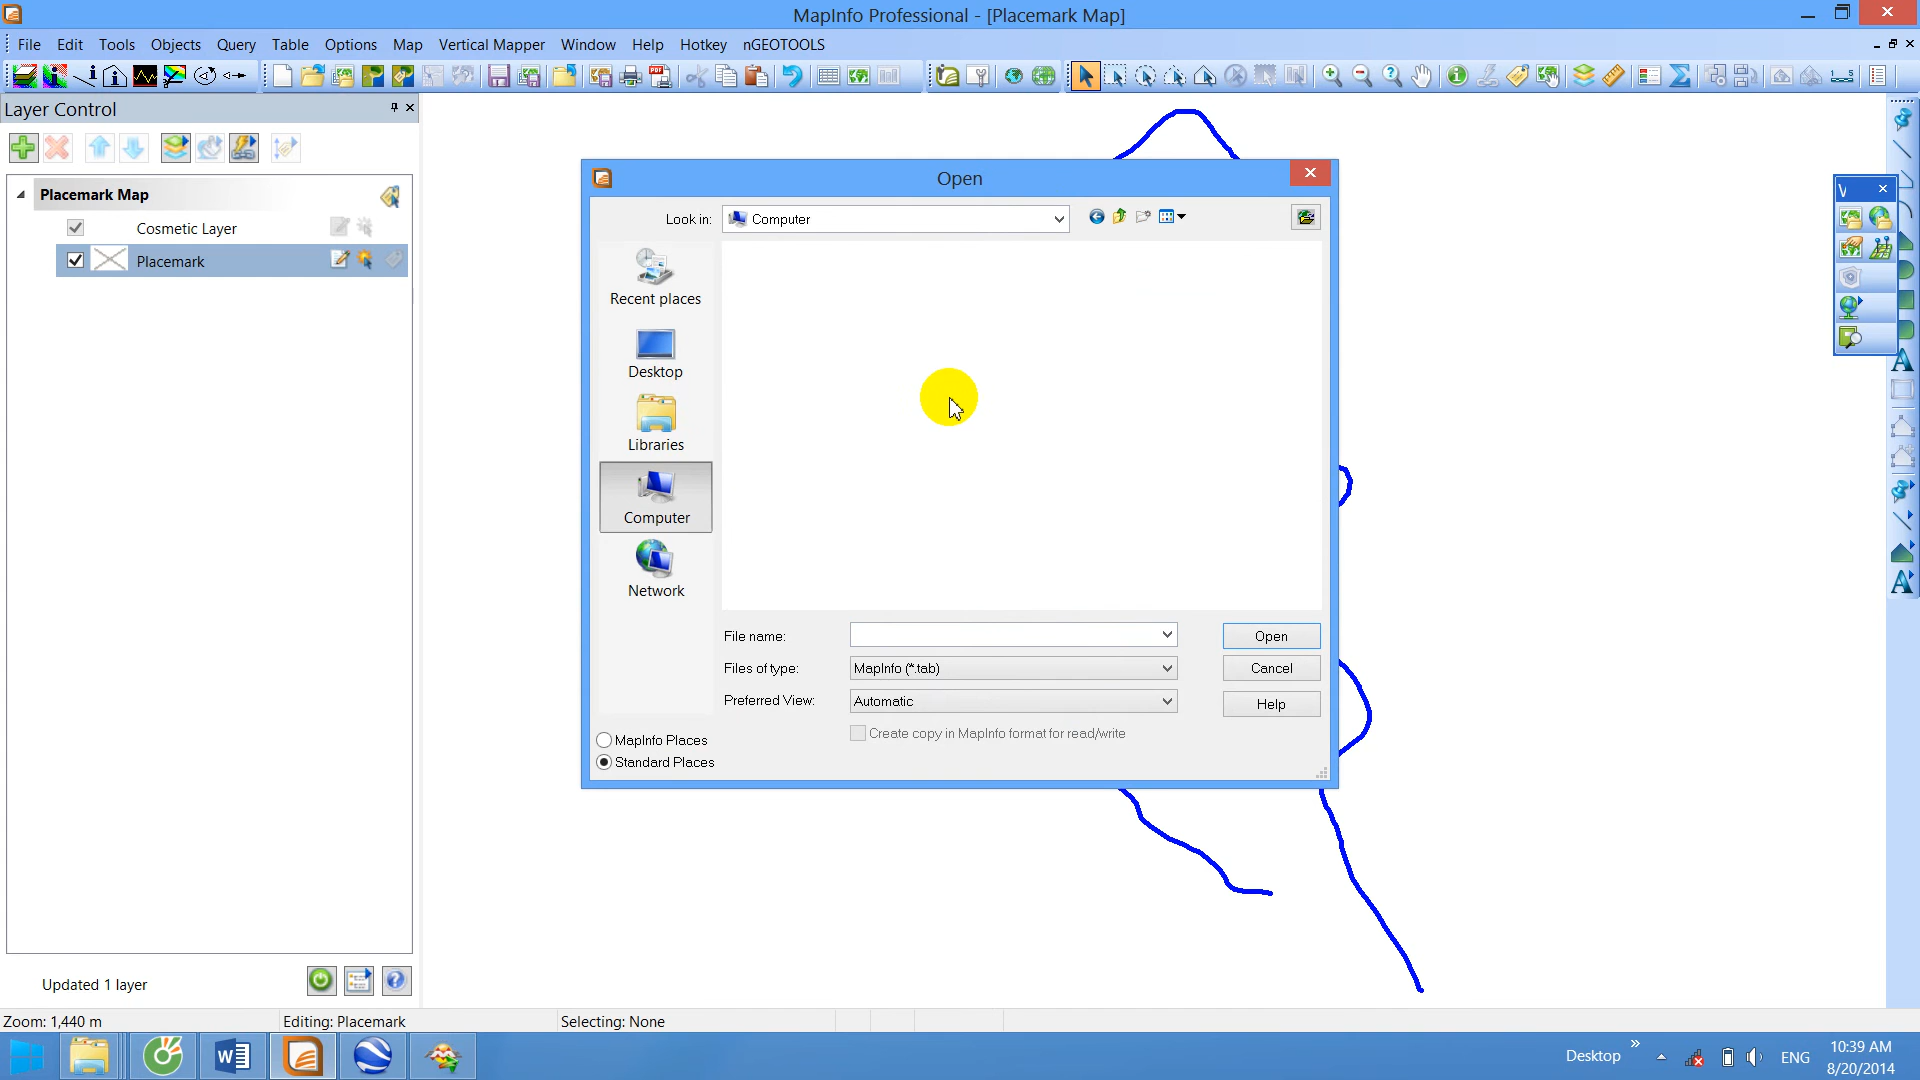 MapInfo Professional - [Placemark Map]
File Edit Tools Objects Query Table Options Map Vertical Mapper Window Help Hotkey nGEOTOOLS
Layer Control
Placemark Map
Cosmetic Layer
Placemark
Updated 1 layer
Open
Look in: Computer
Recent places
Desktop
Libraries
Computer
Network
File name:
Open
Files of type: MapInfo (*.tab)
Cancel
Preferred View: Automatic
Help
Create copy in MapInfo format for read/write
MapInfo Places
Standard Places
V
Zoom: 1,440 m
Editing: Placemark
Selecting: None
Desktop
ENG
10:39 AM
8/20/2014